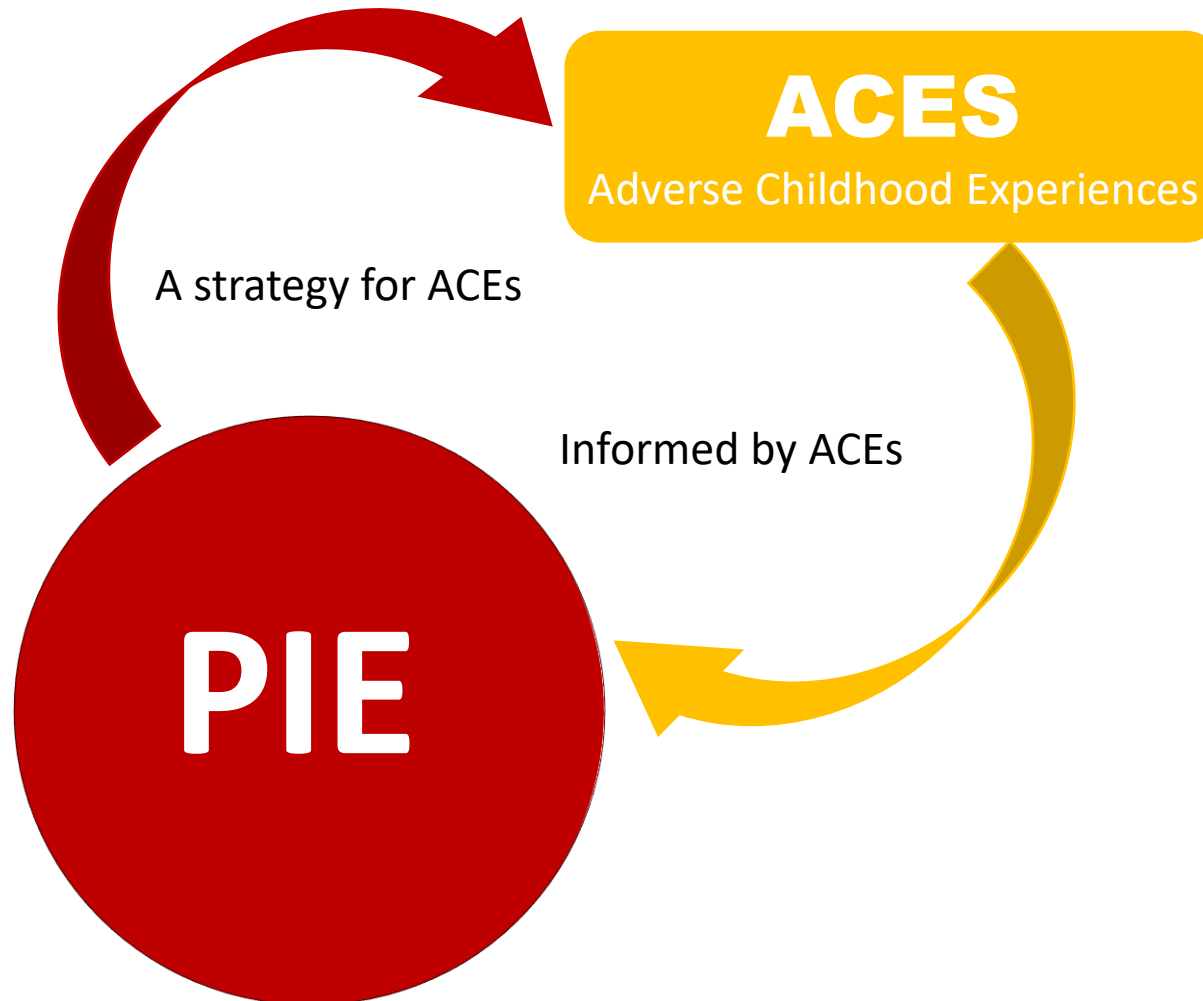 ACES
Adverse Childhood Experiences
A strategy for ACEs
Informed by ACEs
PIE